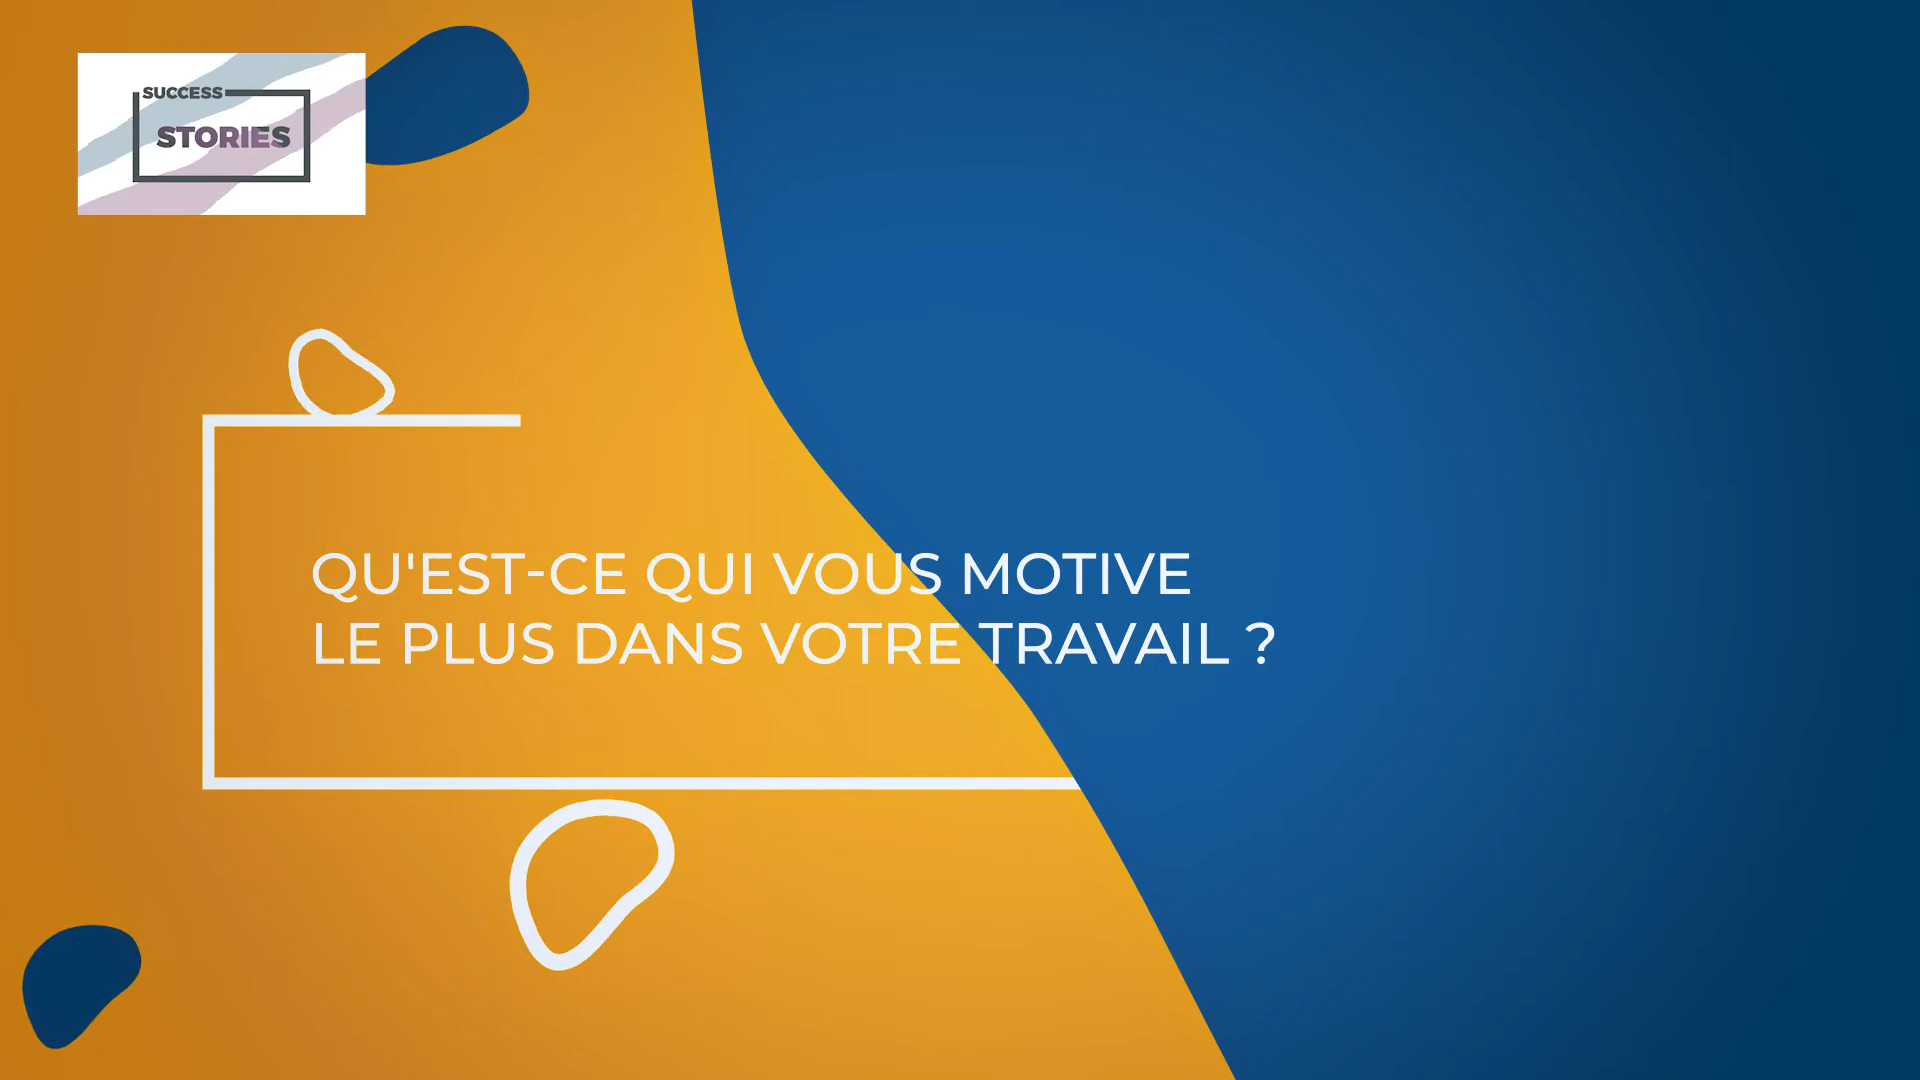 SUCCESS
STORIES
QU'EST-CE QUI VOUS MOTIVE
LE PLUS DANS VOTRE TRAVAIL ?